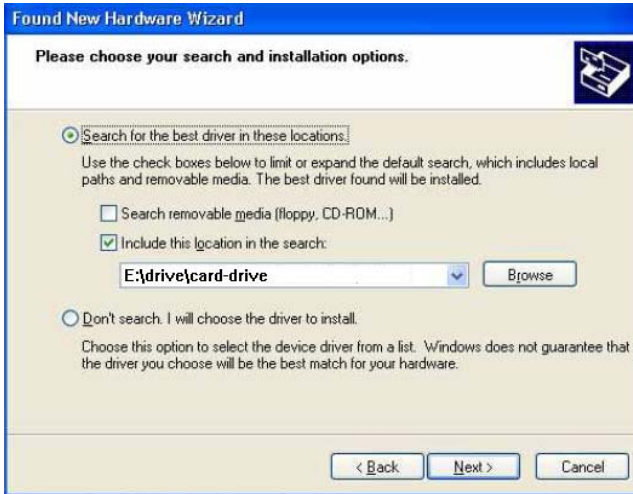 Found New Hardware Wizard
Please choose your search and installation options.
Search for the best driver in these locations.
Use the check boxes below to limit or expand the default search, which includes local
paths and removable media. The best driver found will be installed.
Search removable media (floppy, CD-ROM...)
Include this location in the search:
E:\drive\card-drive
Browse
Don't search. I will choose the driver to install.
Choose this option to select the device driver from a list. Windows does not guarantee that
the driver you choose will be the best match for your hardware.
< Back
Next >
Cancel